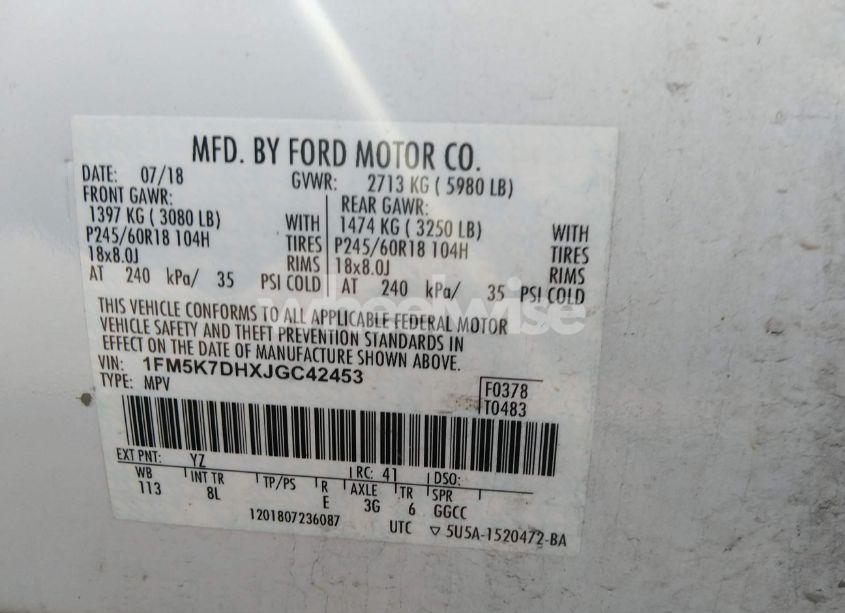 MFD. BY FORD MOTOR CO.
DATE: 07/18 GVWR: 2713 KG ( 5980 LB)
FRONT GAWR: REAR GAWR:
1397 KG ( 3080 LB) WITH 1474 KG ( 3250 LB) WITH
P245/60R18 104H TIRES P245/60R18 104H TIRES
18x8.0J RIMS 18x8.0J RIMS
AT 240 kPa/ 35 PSI COLD AT 240 kPa/ 35 PSI COLD
THIS VEHICLE CONFORMS TO ALL APPLICABLE FEDERAL MOTOR
VEHICLE SAFETY AND THEFT PREVENTION STANDARDS IN
EFFECT ON THE DATE OF MANUFACTURE SHOWN ABOVE.
wheelwise
VIN: 1FM5K7DHXJGC42453
TYPE: MPV
F0378
T0483
EXT PNT: YZ RC: 41 DSO:
WB INT TR TP/PS R AXLE TR SPR
113 8L E 3G 6 GGCC
1201807236087 UTC ▽ 5U5A-1520472-BA